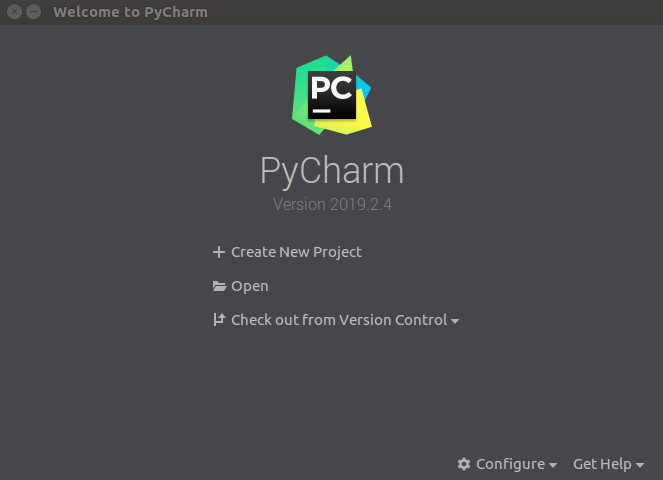 Welcome to PyCharm
PC
PyCharm
Version 2019.2.4
Create New Project
Open
Check out from Version Control
Configure Get Help